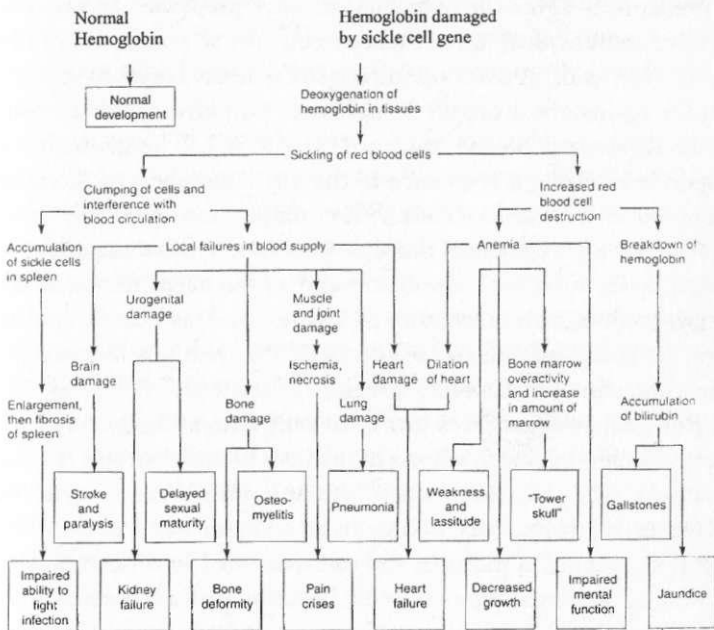 Normal
Hemoglobin
Hemoglobin damaged
by sickle cell gene
Normal
development
Deoxygenation of
hemoglobin in tissues
Sickling of red blood cells
Clumping of cells and
interference with
blood circulation
Increased red
blood cell
destruction
Accumulation
of sickle cells
in spleen
Local failures in blood supply
Anemia
Breakdown of
hemoglobin
Urogenital
damage
Muscle
and joint
damage
Brain
damage
Ischemia,
necrosis
Heart
damage
Dilation
of heart
Bone marrow
overactivity
and increase
in amount of
marrow
Enlargement,
then fibrosis
of spleen
Bone
damage
Lung
damage
Accumulation
of bilirubin
Stroke
and
paralysis
Delayed
sexual
maturity
Osteo-
myelitis
Pneumonia
Weakness
and
lassitude
"Tower
skull"
Gallstones
Impaired
ability to
fight
infection
Kidney
failure
Bone
deformity
Pain
crises
Heart
failure
Decreased
growth
Impaired
mental
function
Jaundice